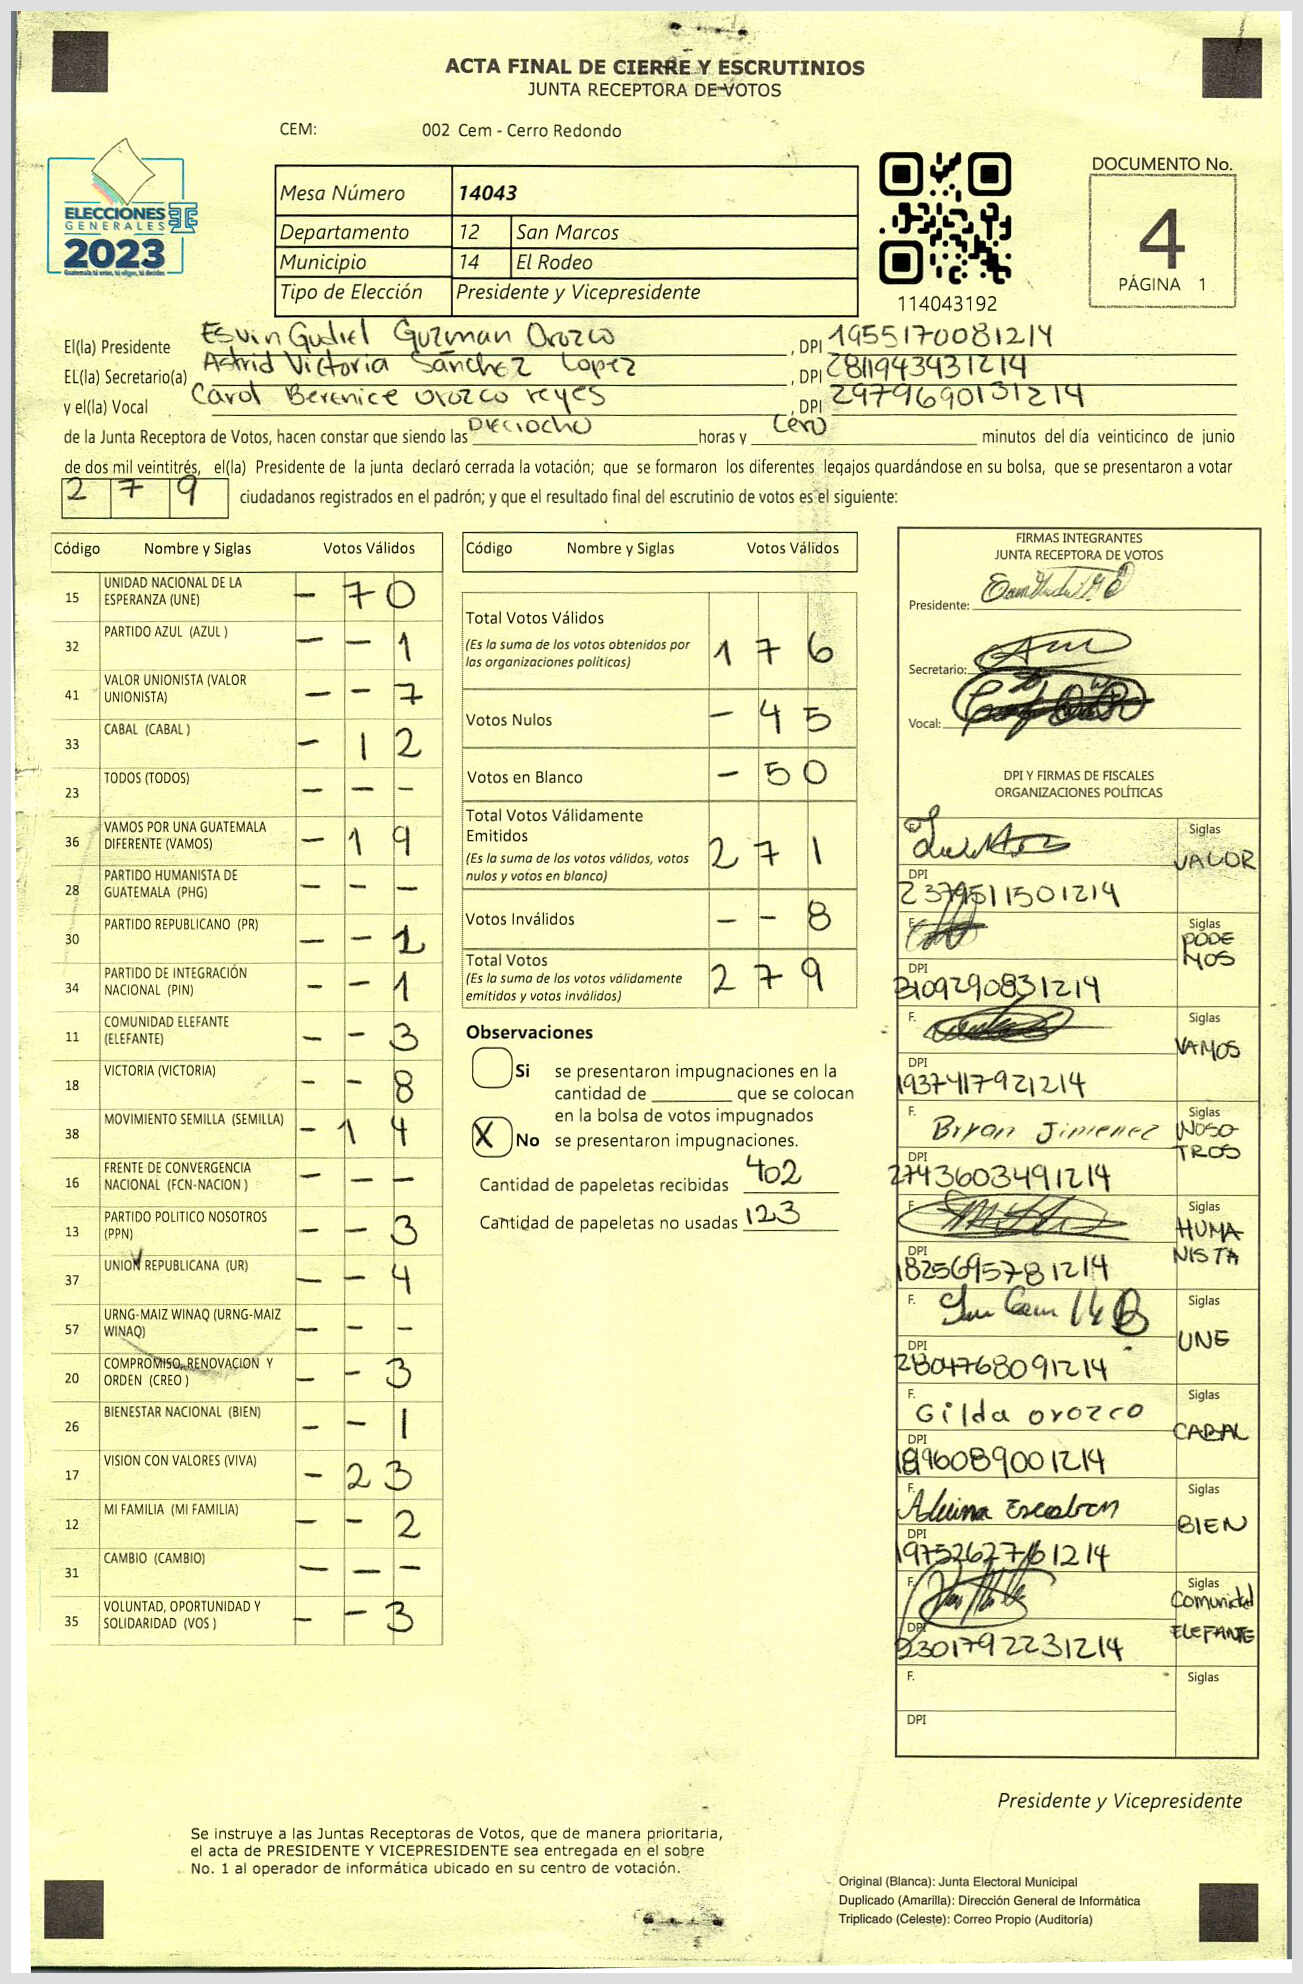 ACTA FINAL DE CIERRE Y ESCRUTINIOS
JUNTA RECEPTORA DE VOTOS
CEM: 002 Cem - Cerro Redondo
ELECCIONES
GENERALES
2023
Guatemala tú eres, tú eliges, tú decides
Mesa Número 14043
Departamento 12 San Marcos
Municipio 14 El Rodeo
Tipo de Elección Presidente y Vicepresidente
114043192
DOCUMENTO No.
4
PÁGINA 1
El(la) Presidente Esvin Gudiel Guzman Orozco, DPI 1955170081214
EL(la) Secretario(a) Astrid Victoria Sánchez Lopez, DPI 2811943431214
y el(la) Vocal Carol Berenice orozco reyes, DPI 2979690131214
de la Junta Receptora de Votos, hacen constar que siendo las Dieciocho horas y Cero minutos del día veinticinco de junio
de dos mil veintitrés, el(la) Presidente de la junta declaró cerrada la votación; que se formaron los diferentes legajos quardándose en su bolsa, que se presentaron a votar
2 7 9 ciudadanos registrados en el padrón; y que el resultado final del escrutinio de votos es el siguiente:
Código Nombre y Siglas Votos Válidos
15 UNIDAD NACIONAL DE LA ESPERANZA (UNE) - 7 0
32 PARTIDO AZUL (AZUL ) - - 1
41 VALOR UNIONISTA (VALOR UNIONISTA) - - 7
33 CABAL (CABAL ) - 1 2
23 TODOS (TODOS) - - -
36 VAMOS POR UNA GUATEMALA DIFERENTE (VAMOS) - 1 9
28 PARTIDO HUMANISTA DE GUATEMALA (PHG) - - -
30 PARTIDO REPUBLICANO (PR) - - 1
34 PARTIDO DE INTEGRACIÓN NACIONAL (PIN) - - 1
11 COMUNIDAD ELEFANTE (ELEFANTE) - - 3
18 VICTORIA (VICTORIA) - - 8
38 MOVIMIENTO SEMILLA (SEMILLA) - 1 4
16 FRENTE DE CONVERGENCIA NACIONAL (FCN-NACION ) - - -
13 PARTIDO POLITICO NOSOTROS (PPN) - - 3
37 UNION REPUBLICANA (UR) - - 4
57 URNG-MAIZ WINAQ (URNG-MAIZ WINAQ) - - -
20 COMPROMISO, RENOVACION Y ORDEN (CREO ) - - 3
26 BIENESTAR NACIONAL (BIEN) - - 1
17 VISION CON VALORES (VIVA) - 2 3
12 MI FAMILIA (MI FAMILIA) - - 2
31 CAMBIO (CAMBIO) - - -
35 VOLUNTAD, OPORTUNIDAD Y SOLIDARIDAD (VOS ) - - 3
Código Nombre y Siglas Votos Válidos
Total Votos Válidos
(Es la suma de los votos obtenidos por
las organizaciones políticas) 1 7 6
Votos Nulos - 4 5
Votos en Blanco - 5 0
Total Votos Válidamente
Emitidos
(Es la suma de los votos válidos, votos
nulos y votos en blanco) 2 7 1
Votos Inválidos - - 8
Total Votos
(Es la suma de los votos válidamente
emitidos y votos inválidos) 2 7 9
Observaciones
Si se presentaron impugnaciones en la
cantidad de ________ que se colocan
en la bolsa de votos impugnados
X No se presentaron impugnaciones.
Cantidad de papeletas recibidas 402
Cantidad de papeletas no usadas 123
FIRMAS INTEGRANTES
JUNTA RECEPTORA DE VOTOS
Presidente:
Secretario:
Vocal:
DPI Y FIRMAS DE FISCALES
ORGANIZACIONES POLÍTICAS
F. Siglas
VALOR
DPI
2379511501214
F. Siglas
PODE
MOS
DPI
3109290831214
F. Siglas
VAMOS
DPI
1937417921214
F. Bryan Jimenez Siglas
NOSO-
TROS
DPI
2743603491214
F. Siglas
HUMA
NISTA
DPI
1825695781214
F. Siglas
UNE
DPI
2804768091214
F. Gilda orozco Siglas
CABAL
DPI
1896089001214
F. Siglas
BIEN
DPI
1975262761214
F. Siglas
Comunidad
ELEFANTE
DPI
2301792231214
F. Siglas
DPI
Presidente y Vicepresidente
Se instruye a las Juntas Receptoras de Votos, que de manera prioritaria,
el acta de PRESIDENTE Y VICEPRESIDENTE sea entregada en el sobre
No. 1 al operador de informática ubicado en su centro de votación.
Original (Blanca): Junta Electoral Municipal
Duplicado (Amarilla): Dirección General de Informática
Triplicado (Celeste): Correo Propio (Auditoría)